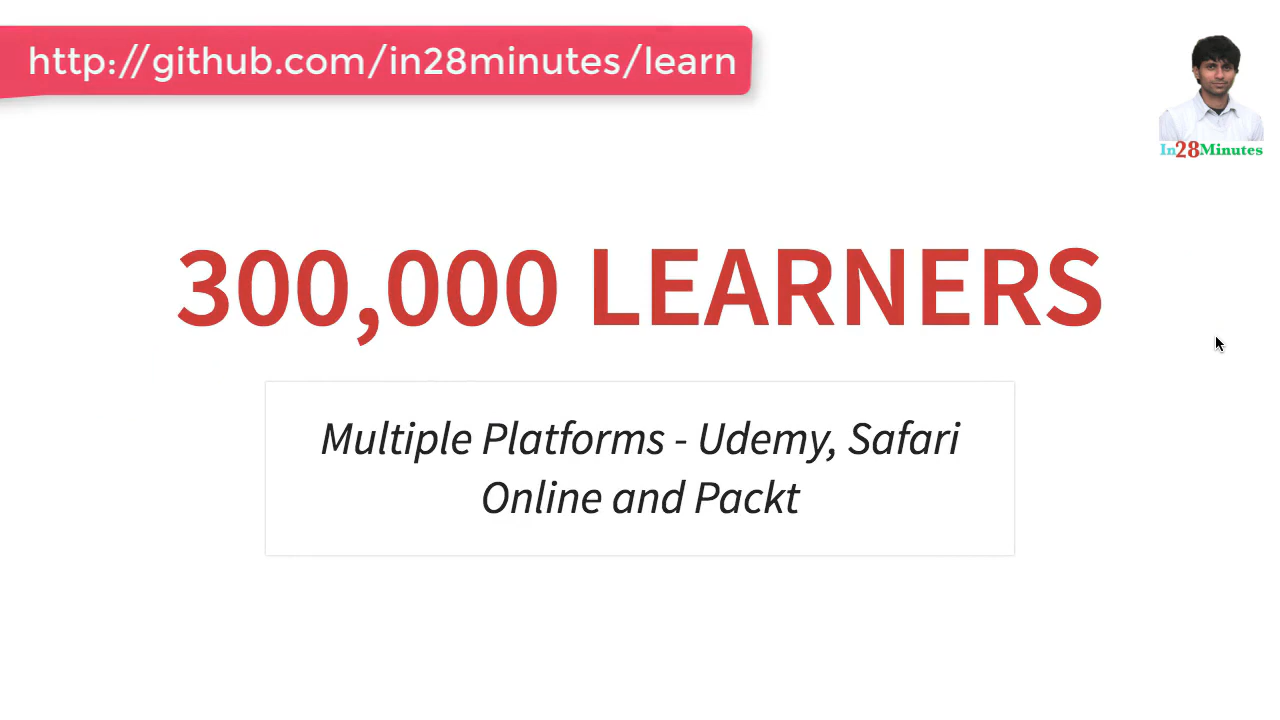 http://github.com/in28minutes/learn
In28Minutes
300,000 LEARNERS
Multiple Platforms - Udemy, Safari
Online and Packt